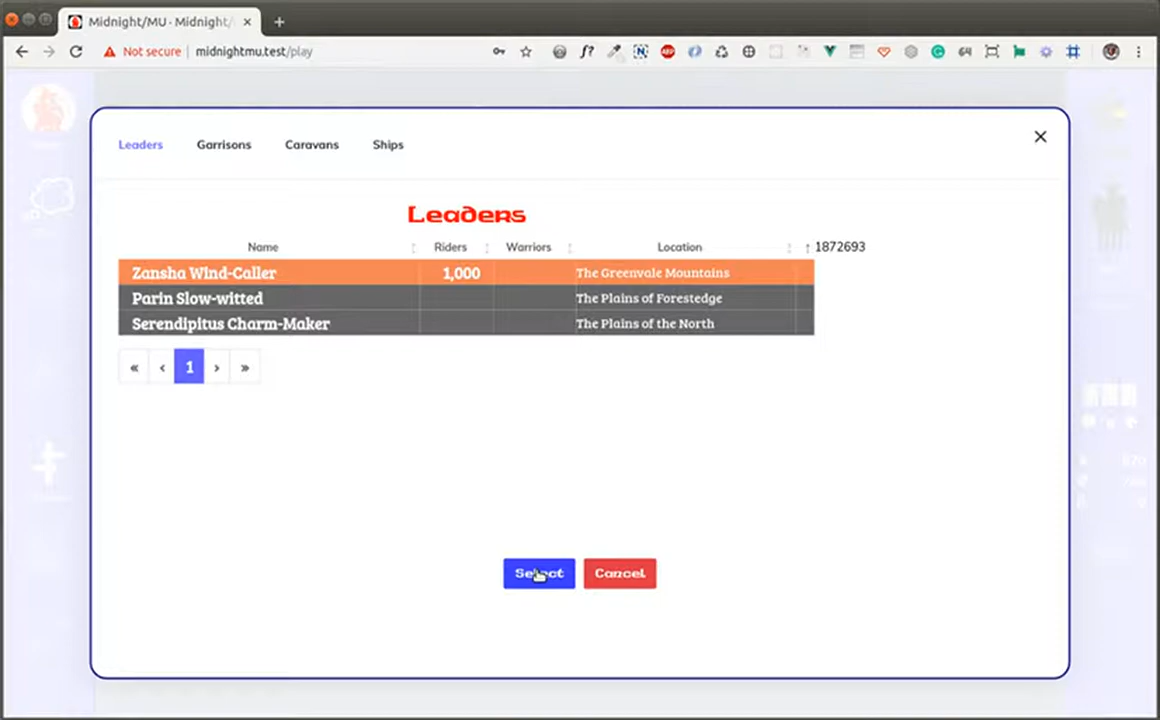 Midnight/MU - Midnight/
Not secure midnightmu.test/play
Leaders Garrisons Caravans Ships
Leaders
Name Riders Warriors Location 1872693
Zansha Wind-Caller 1,000 The Greenvale Mountains
Parin Slow-witted The Plains of Forestedge
Serendipitus Charm-Maker The Plains of the North
« ‹ 1 › »
Select Cancel